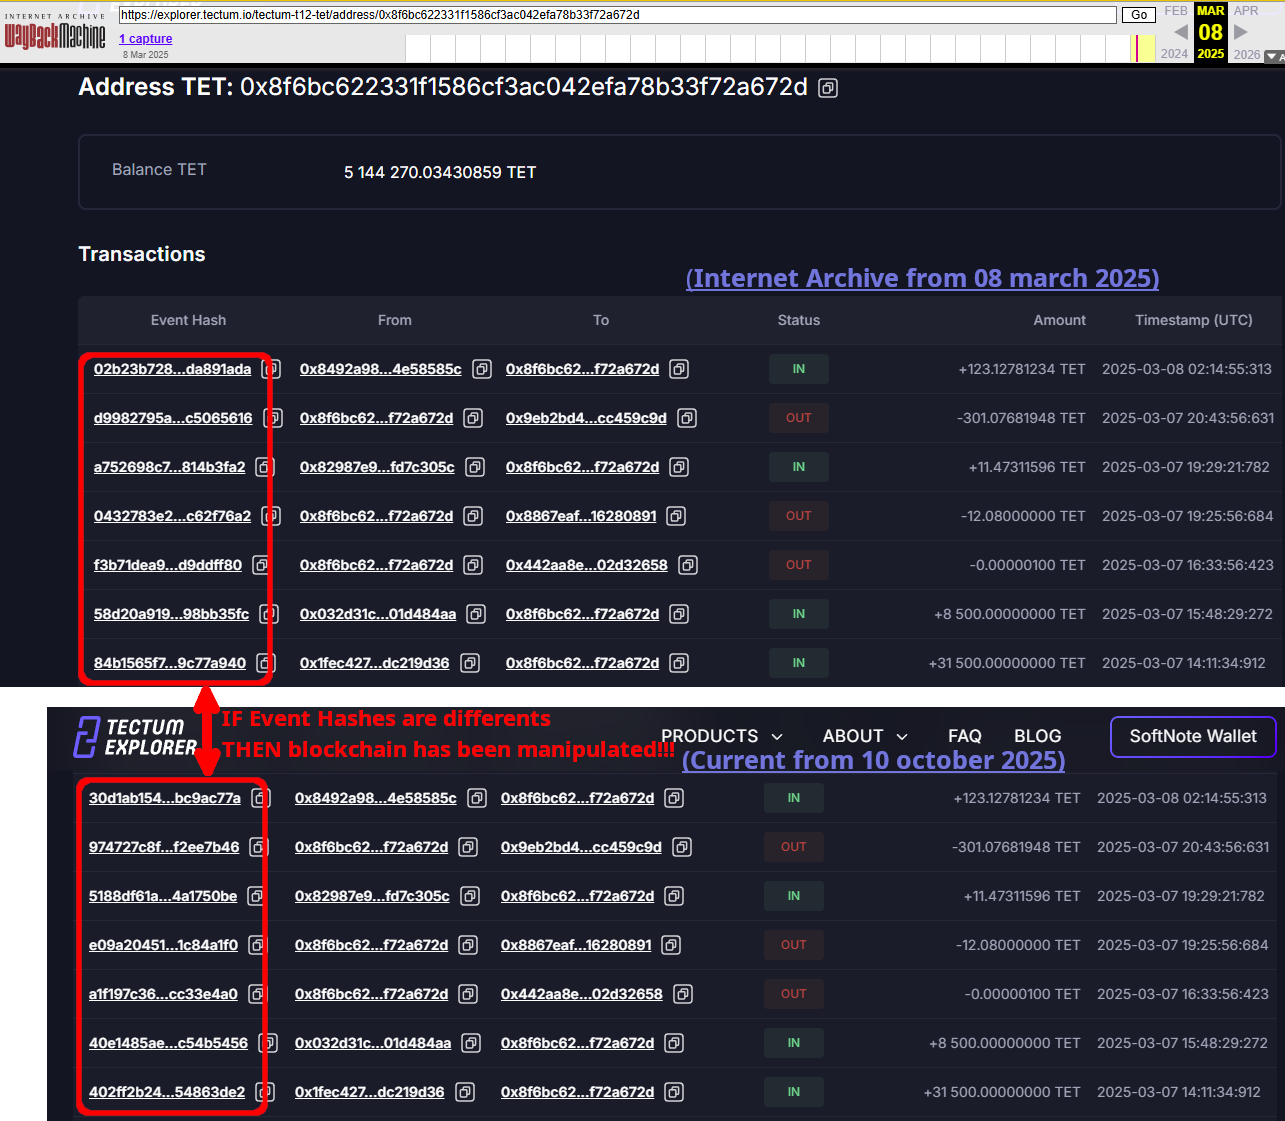 INTERNET ARCHIVE
WayBackMachine
https://explorer.tectum.io/tectum-t12-tet/address/0x8f6bc622331f1586cf3ac042efa78b33f72a672d
Go
FEB MAR APR
1 capture
08
8 Mar 2025
2024 2025 2026
Address TET: 0x8f6bc622331f1586cf3ac042efa78b33f72a672d
Balance TET 5 144 270.03430859 TET
Transactions
(Internet Archive from 08 march 2025)
Event Hash From To Status Amount Timestamp (UTC)
02b23b728...da891ada 0x8492a98...4e58585c 0x8f6bc62...f72a672d IN +123.12781234 TET 2025-03-08 02:14:55:313
d9982795a...c5065616 0x8f6bc62...f72a672d 0x9eb2bd4...cc459c9d OUT -301.07681948 TET 2025-03-07 20:43:56:631
a752698c7...814b3fa2 0x82987e9...fd7c305c 0x8f6bc62...f72a672d IN +11.47311596 TET 2025-03-07 19:29:21:782
0432783e2...c62f76a2 0x8f6bc62...f72a672d 0x8867eaf...16280891 OUT -12.08000000 TET 2025-03-07 19:25:56:684
f3b71dea9...d9ddff80 0x8f6bc62...f72a672d 0x442aa8e...02d32658 OUT -0.00000100 TET 2025-03-07 16:33:56:423
58d20a919...98bb35fc 0x032d31c...01d484aa 0x8f6bc62...f72a672d IN +8 500.00000000 TET 2025-03-07 15:48:29:272
84b1565f7...9c77a940 0x1fec427...dc219d36 0x8f6bc62...f72a672d IN +31 500.00000000 TET 2025-03-07 14:11:34:912
IF Event Hashes are differents
THEN blockchain has been manipulated!!!
TECTUM
EXPLORER
PRODUCTS ABOUT FAQ BLOG SoftNote Wallet
(Current from 10 october 2025)
30d1ab154...bc9ac77a 0x8492a98...4e58585c 0x8f6bc62...f72a672d IN +123.12781234 TET 2025-03-08 02:14:55:313
974727c8f...f2ee7b46 0x8f6bc62...f72a672d 0x9eb2bd4...cc459c9d OUT -301.07681948 TET 2025-03-07 20:43:56:631
5188df61a...4a1750be 0x82987e9...fd7c305c 0x8f6bc62...f72a672d IN +11.47311596 TET 2025-03-07 19:29:21:782
e09a20451...1c84a1f0 0x8f6bc62...f72a672d 0x8867eaf...16280891 OUT -12.08000000 TET 2025-03-07 19:25:56:684
a1f197c36...cc33e4a0 0x8f6bc62...f72a672d 0x442aa8e...02d32658 OUT -0.00000100 TET 2025-03-07 16:33:56:423
40e1485ae...c54b5456 0x032d31c...01d484aa 0x8f6bc62...f72a672d IN +8 500.00000000 TET 2025-03-07 15:48:29:272
402ff2b24...54863de2 0x1fec427...dc219d36 0x8f6bc62...f72a672d IN +31 500.00000000 TET 2025-03-07 14:11:34:912